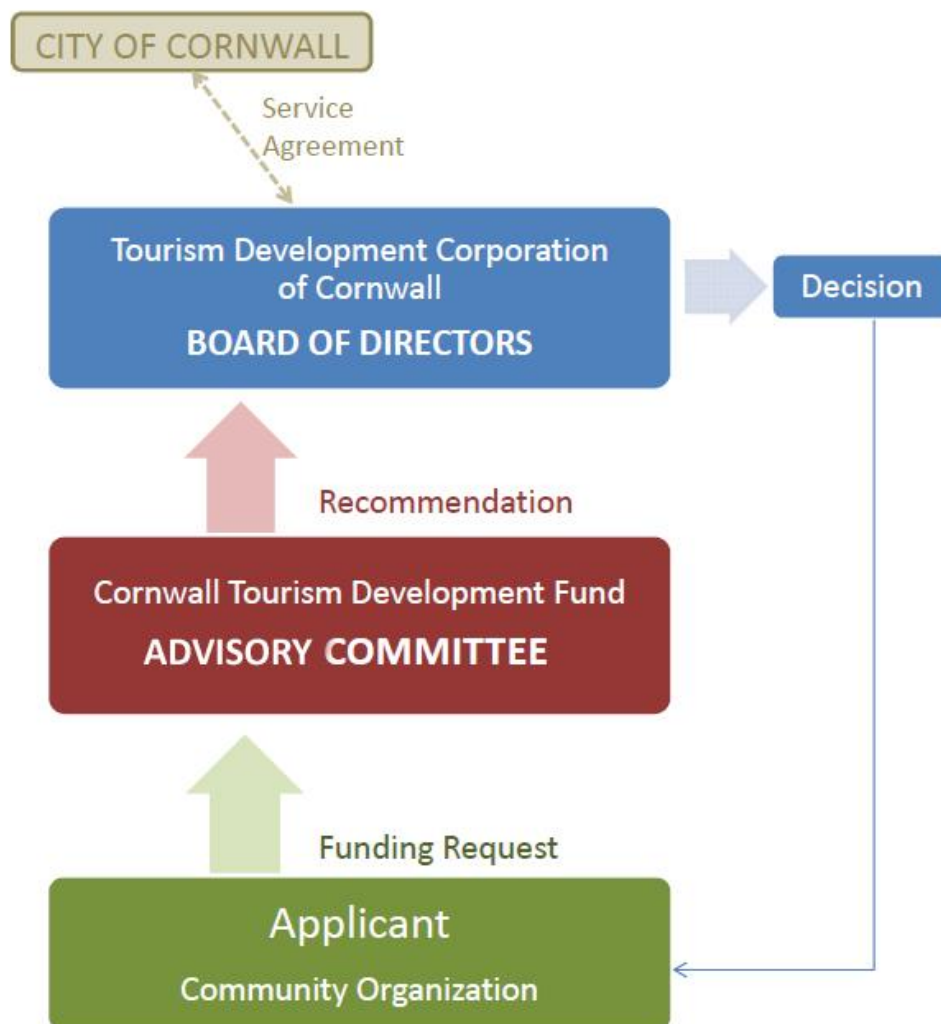 CITY OF CORNWALL
Service
Agreement
Tourism Development Corporation
of Cornwall
BOARD OF DIRECTORS
Decision
Recommendation
Cornwall Tourism Development Fund
ADVISORY COMMITTEE
Funding Request
Applicant
Community Organization